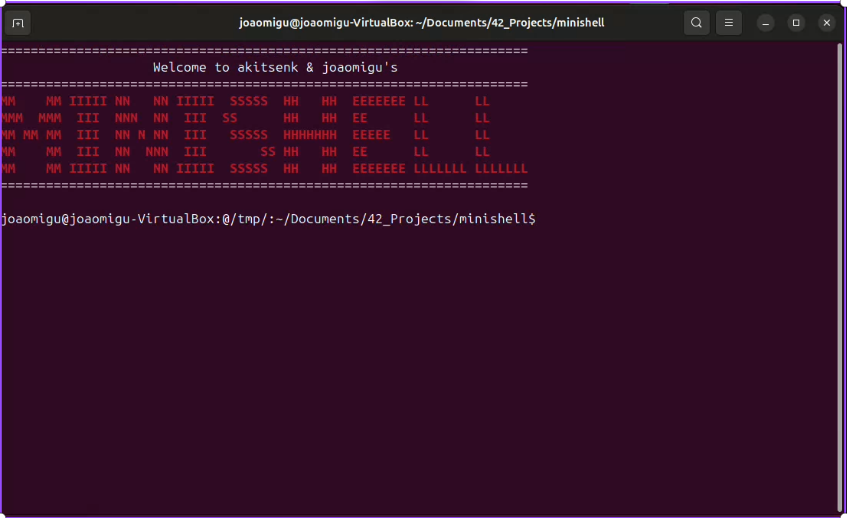 joaomigu@joaomigu-VirtualBox: ~/Documents/42_Projects/minishell
=====================================================================
                    Welcome to akitsenk & joaomigu's
=====================================================================
MM    MM IIIII NN   NN IIIII  SSSSS  HH   HH  EEEEEEE LL      LL
MMM  MMM  III  NNN  NN  III  SS      HH   HH  EE      LL      LL
MM MM MM  III  NN N NN  III   SSSSS  HHHHHHH  EEEEE   LL      LL
MM    MM  III  NN  NNN  III       SS HH   HH  EE      LL      LL
MM    MM IIIII NN   NN IIIII  SSSSS  HH   HH  EEEEEEE LLLLLLL LLLLLLL
=====================================================================
joaomigu@joaomigu-VirtualBox:@/tmp/:~/Documents/42_Projects/minishell$